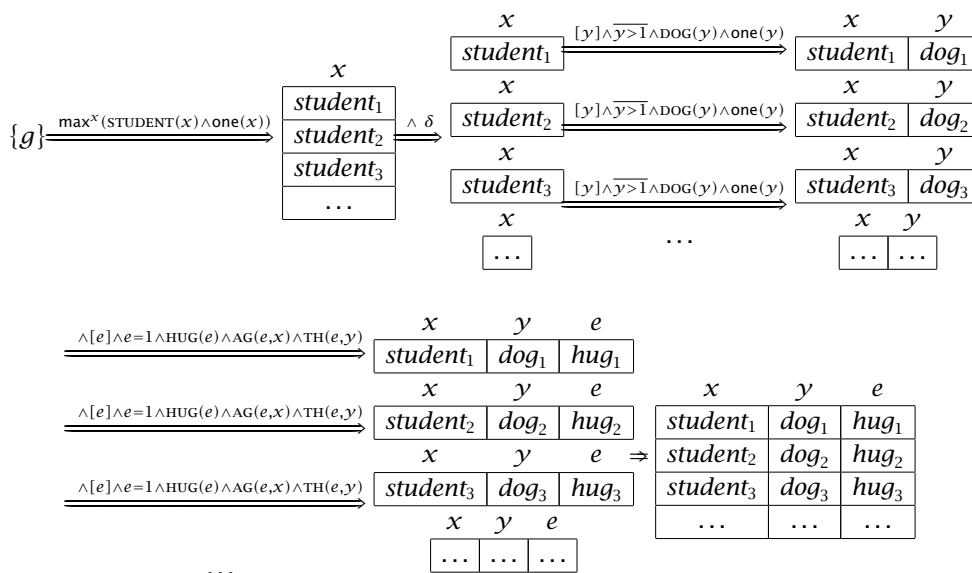 x
student₁
[y]∧y̅>̅1̅∧DOG(y)∧one(y)
x y
student₁ dog₁
{g}
maxˣ(STUDENT(x)∧one(x))
x
student₁
student₂
student₃
...
∧ δ
x
student₂
[y]∧y̅>̅1̅∧DOG(y)∧one(y)
x y
student₂ dog₂
x
student₃
[y]∧y̅>̅1̅∧DOG(y)∧one(y)
x y
student₃ dog₃
x
...
...
x y
... ...
∧[e]∧e=1∧HUG(e)∧AG(e,x)∧TH(e,y)
x y e
student₁ dog₁ hug₁
∧[e]∧e=1∧HUG(e)∧AG(e,x)∧TH(e,y)
x y e
student₂ dog₂ hug₂
∧[e]∧e=1∧HUG(e)∧AG(e,x)∧TH(e,y)
x y e
student₃ dog₃ hug₃
x y e
... ... ...
...
⇒
x y e
student₁ dog₁ hug₁
student₂ dog₂ hug₂
student₃ dog₃ hug₃
... ... ...